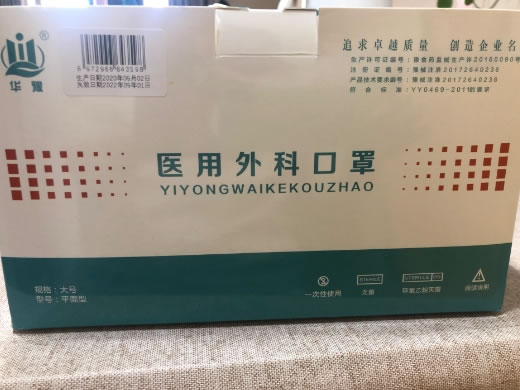 华豫
®
6972968843598
生产日期2020年05月02日
失效日期2022年05月01日
追求卓越质量 创造企业名
生产许可证编号：豫食药监械生产许20160090号
注册证编号：豫械注准20172640236
产品技术要求编号：豫械注准20172640236
符合标准：YY0469-2011的要求
医用外科口罩
YIYONGWAIKEKOUZHAO
规格：大号
型号：平面型
一次性使用
STERILE
无菌
STERILE EO
环氧乙烷灭菌